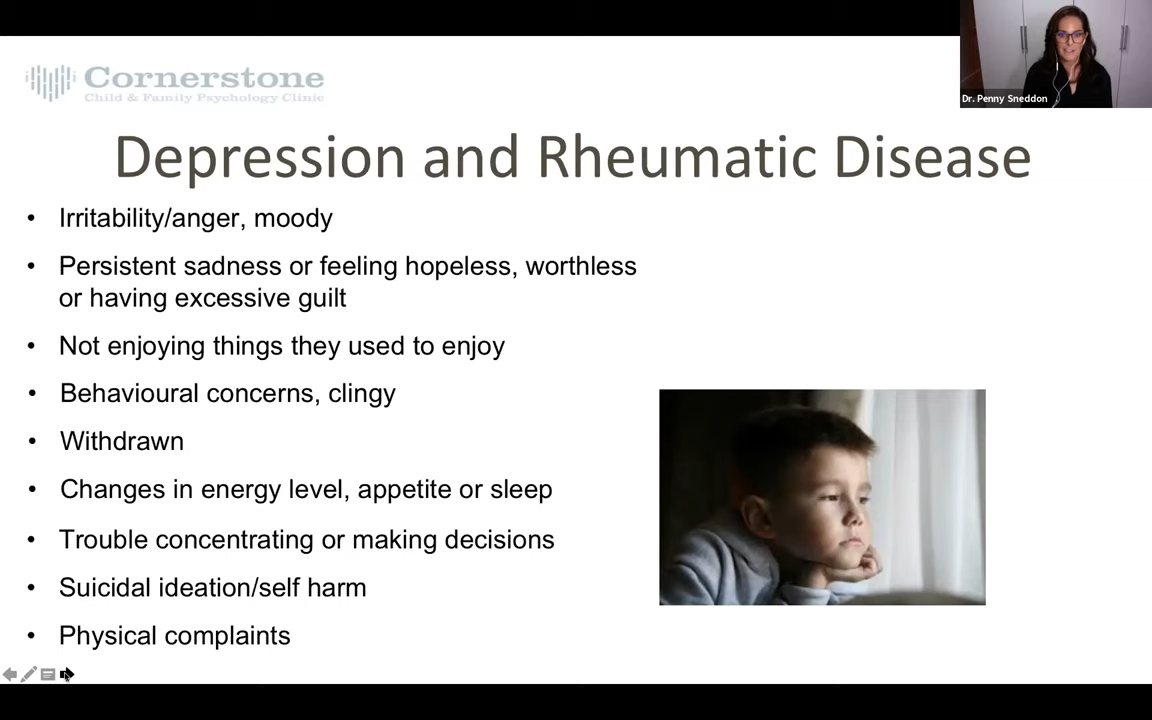 Cornerstone
Child & Family Psychology Clinic
Dr. Penny Sneddon
Depression and Rheumatic Disease
• Irritability/anger, moody
• Persistent sadness or feeling hopeless, worthless
or having excessive guilt
• Not enjoying things they used to enjoy
• Behavioural concerns, clingy
• Withdrawn
• Changes in energy level, appetite or sleep
• Trouble concentrating or making decisions
• Suicidal ideation/self harm
• Physical complaints